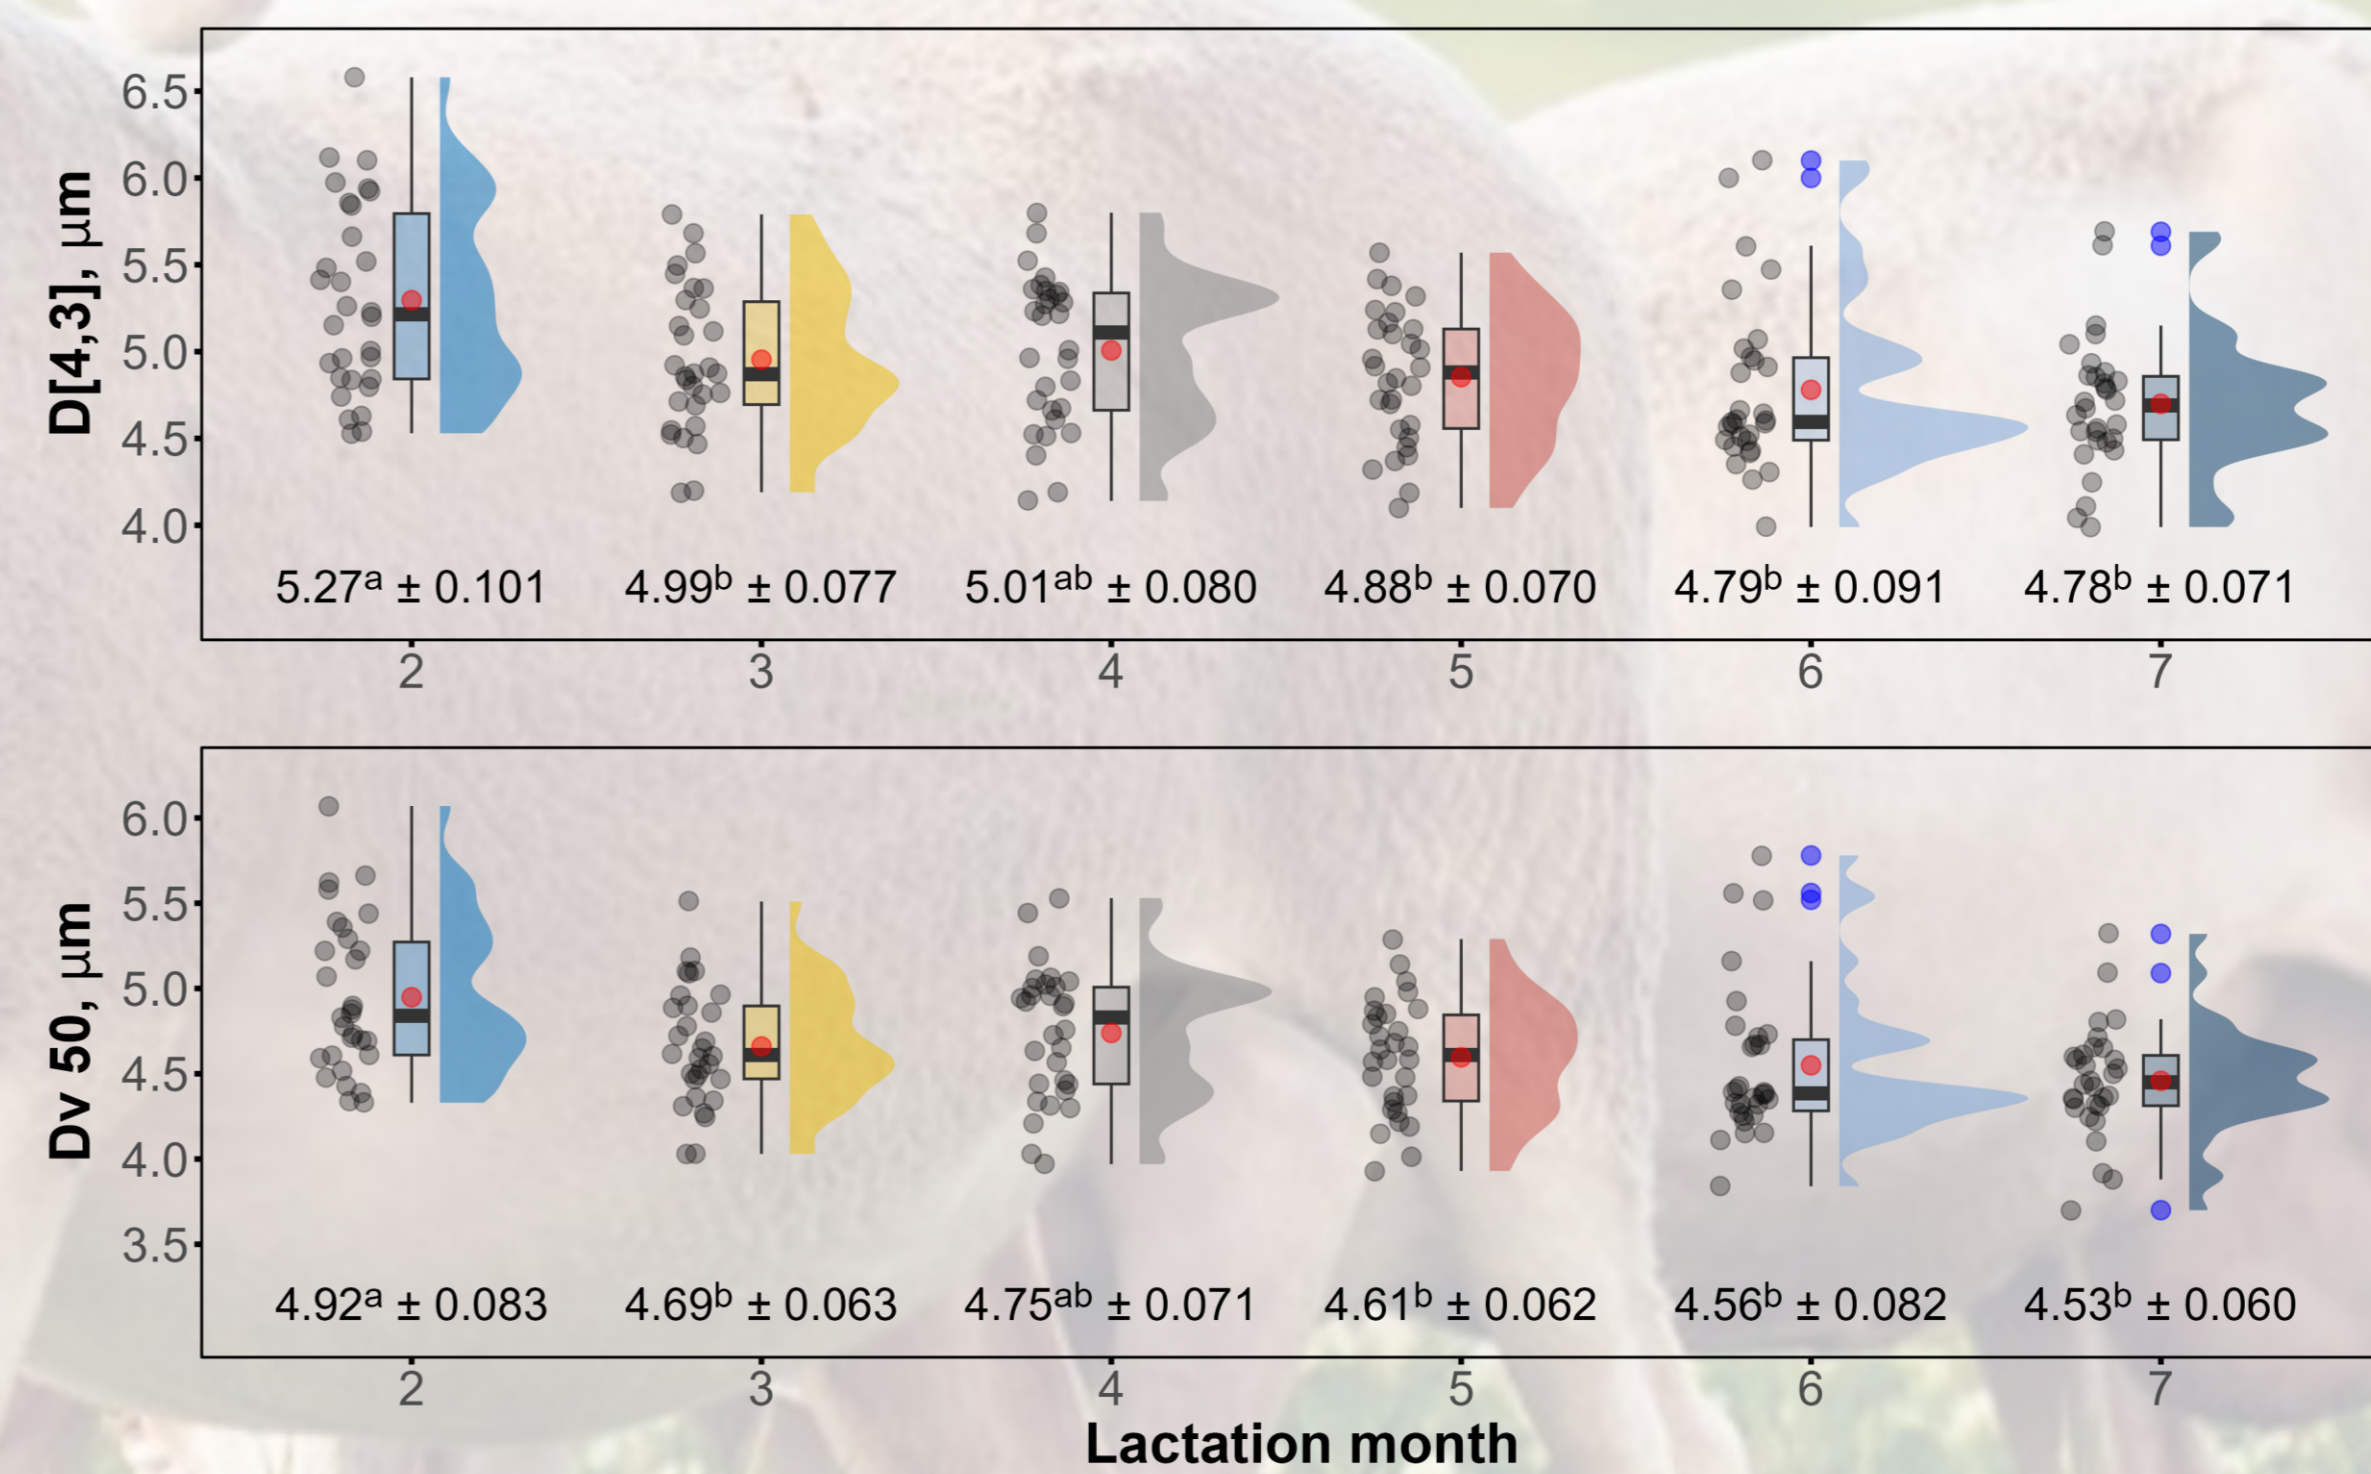 D[4,3], µm
6.5
6.0
5.5
5.0
4.5
4.0
5.27ᵃ ± 0.101 4.99ᵇ ± 0.077 5.01ᵃᵇ ± 0.080 4.88ᵇ ± 0.070 4.79ᵇ ± 0.091 4.78ᵇ ± 0.071
2 3 4 5 6 7
Dv 50, µm
6.0
5.5
5.0
4.5
4.0
3.5
4.92ᵃ ± 0.083 4.69ᵇ ± 0.063 4.75ᵃᵇ ± 0.071 4.61ᵇ ± 0.062 4.56ᵇ ± 0.082 4.53ᵇ ± 0.060
2 3 4 5 6 7
Lactation month